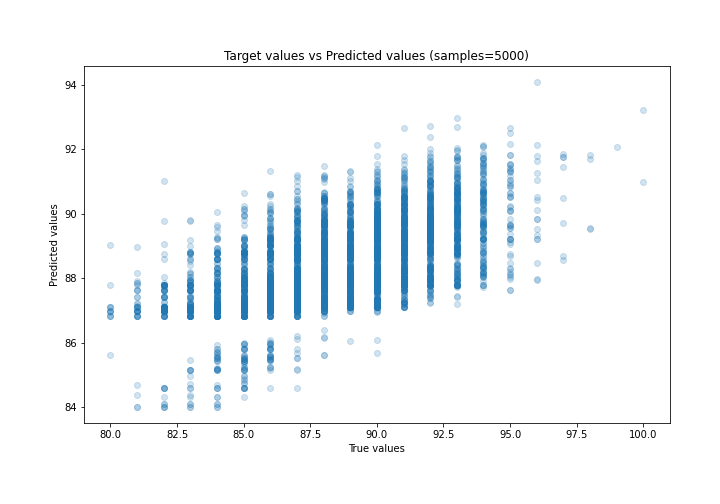 Target values vs Predicted values (samples=5000)
94
92
90
88
86
84
Predicted values
80.0 82.5 85.0 87.5 90.0 92.5 95.0 97.5 100.0
True values